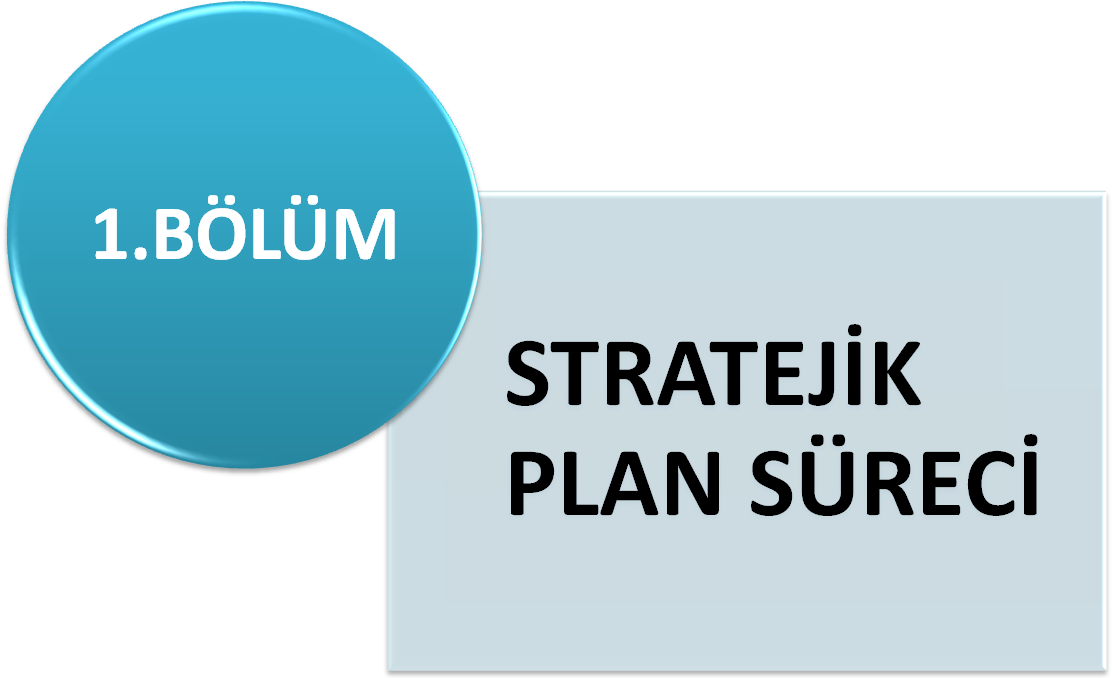 1.BÖLÜM
STRATEJİK
PLAN SÜRECİ